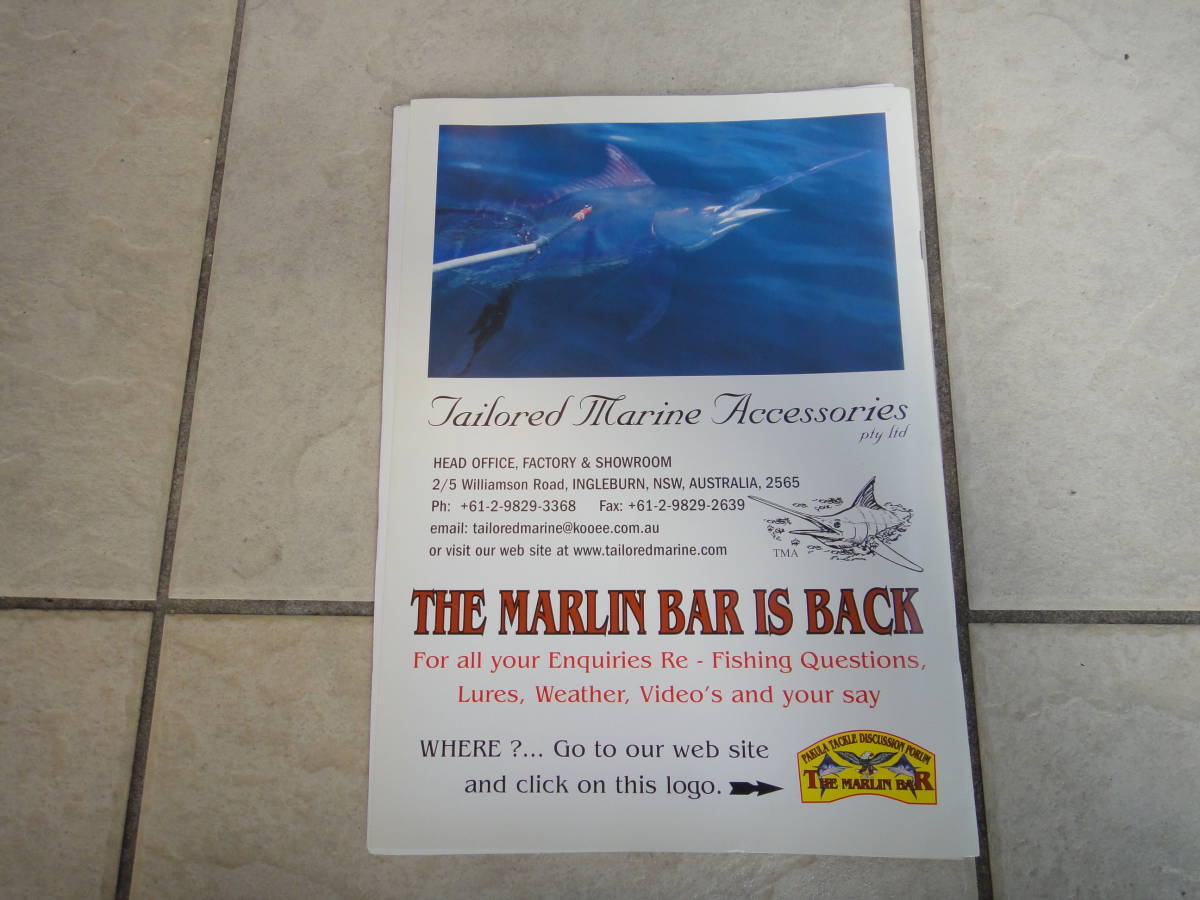 Tailored Marine Accessories
pty ltd
HEAD OFFICE, FACTORY & SHOWROOM
2/5 Williamson Road, INGLEBURN, NSW, AUSTRALIA, 2565
Ph: +61-2-9829-3368 Fax: +61-2-9829-2639
email: tailoredmarine@kooee.com.au
or visit our web site at www.tailoredmarine.com
TMA
THE MARLIN BAR IS BACK
For all your Enquiries Re - Fishing Questions,
Lures, Weather, Video's and your say
WHERE ?... Go to our web site
and click on this logo.
PAKULA TACKLE DISCUSSION FORUM
THE MARLIN BAR